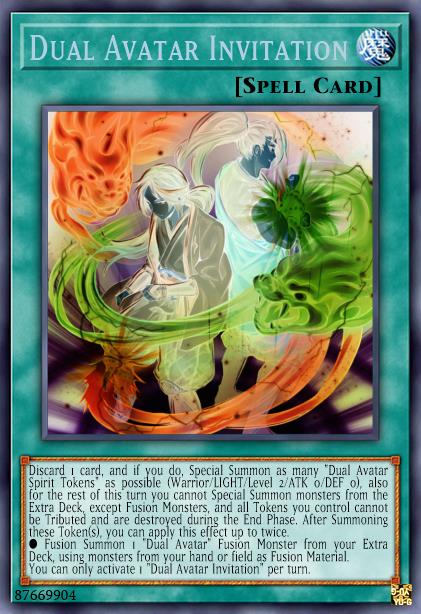 DUAL AVATAR INVITATION
魔
[SPELL CARD]
Discard 1 card, and if you do, Special Summon as many "Dual Avatar
Spirit Tokens" as possible (Warrior/LIGHT/Level 2/ATK 0/DEF 0), also
for the rest of this turn you cannot Special Summon monsters from the
Extra Deck, except Fusion Monsters, and all Tokens you control cannot
be Tributed and are destroyed during the End Phase. After Summoning
these Token(s), you can apply this effect up to twice.
● Fusion Summon 1 "Dual Avatar" Fusion Monster from your Extra
Deck, using monsters from your hand or field as Fusion Material.
You can only activate 1 "Dual Avatar Invitation" per turn.
87669904